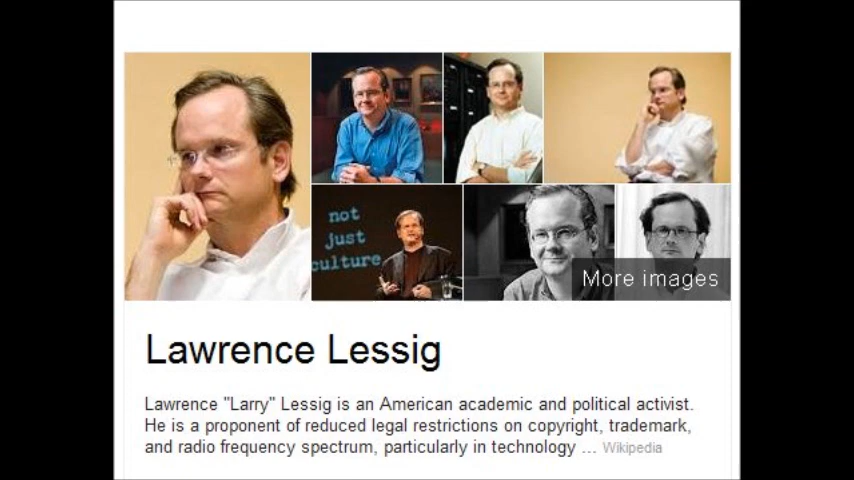 not
just
culture
More images
Lawrence Lessig
Lawrence "Larry" Lessig is an American academic and political activist.
He is a proponent of reduced legal restrictions on copyright, trademark,
and radio frequency spectrum, particularly in technology ... Wikipedia